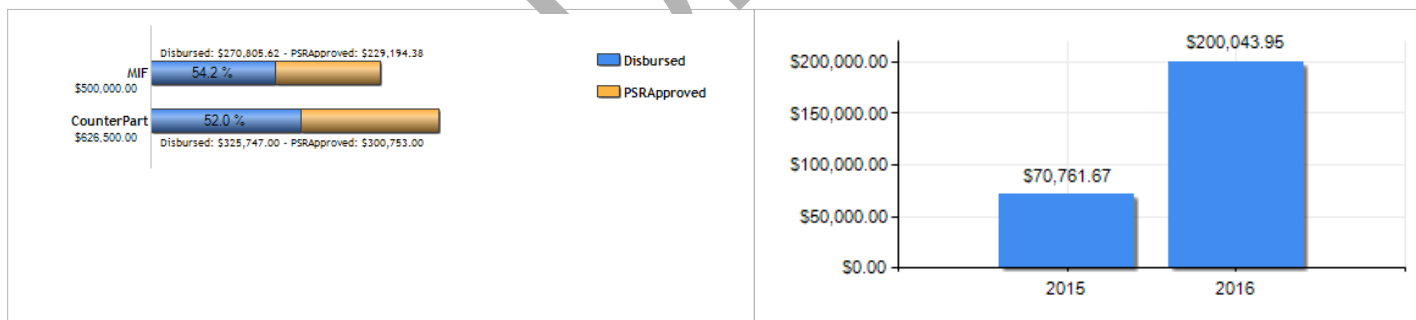 Disbursed: $270,805.62 - PSRApproved: $229,194.38
MIF
54.2 %
$500,000.00
CounterPart
52.0 %
$626,500.00
Disbursed: $325,747.00 - PSRApproved: $300,753.00
Disbursed
PSRApproved
$200,043.95
$200,000.00
$150,000.00
$100,000.00
$70,761.67
$50,000.00
$0.00
2015 2016